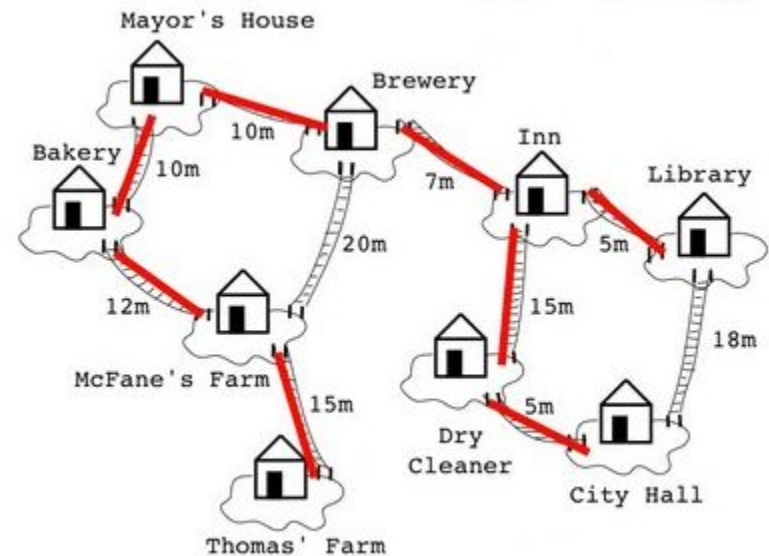 Mayor's House
Brewery
10m
Inn
Bakery
10m
7m
Library
20m
5m
12m
15m
18m
McFane's Farm
15m
5m
Dry
Cleaner
City Hall
Thomas' Farm